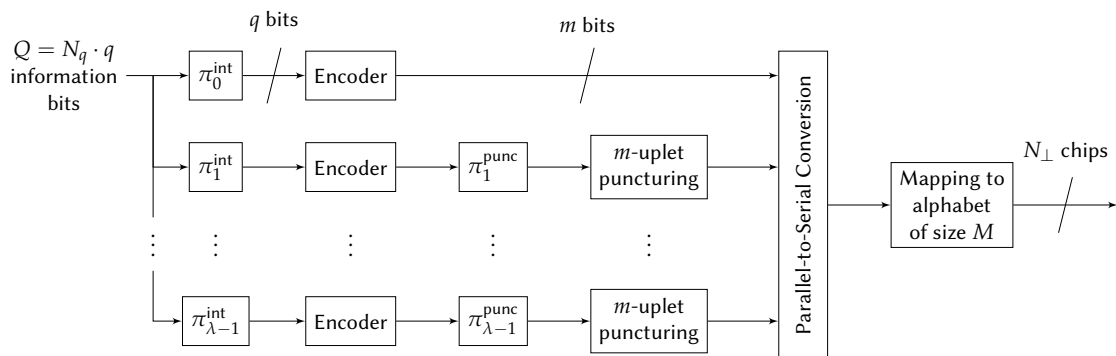 Q = N_q · q
information
bits
q bits
m bits
π_0^int
Encoder
π_1^int
Encoder
π_1^punc
m-uplet
puncturing
⋮ ⋮ ⋮ ⋮ ⋮
π_{λ−1}^int
Encoder
π_{λ−1}^punc
m-uplet
puncturing
Parallel-to-Serial Conversion
Mapping to
alphabet
of size M
N_⊥ chips